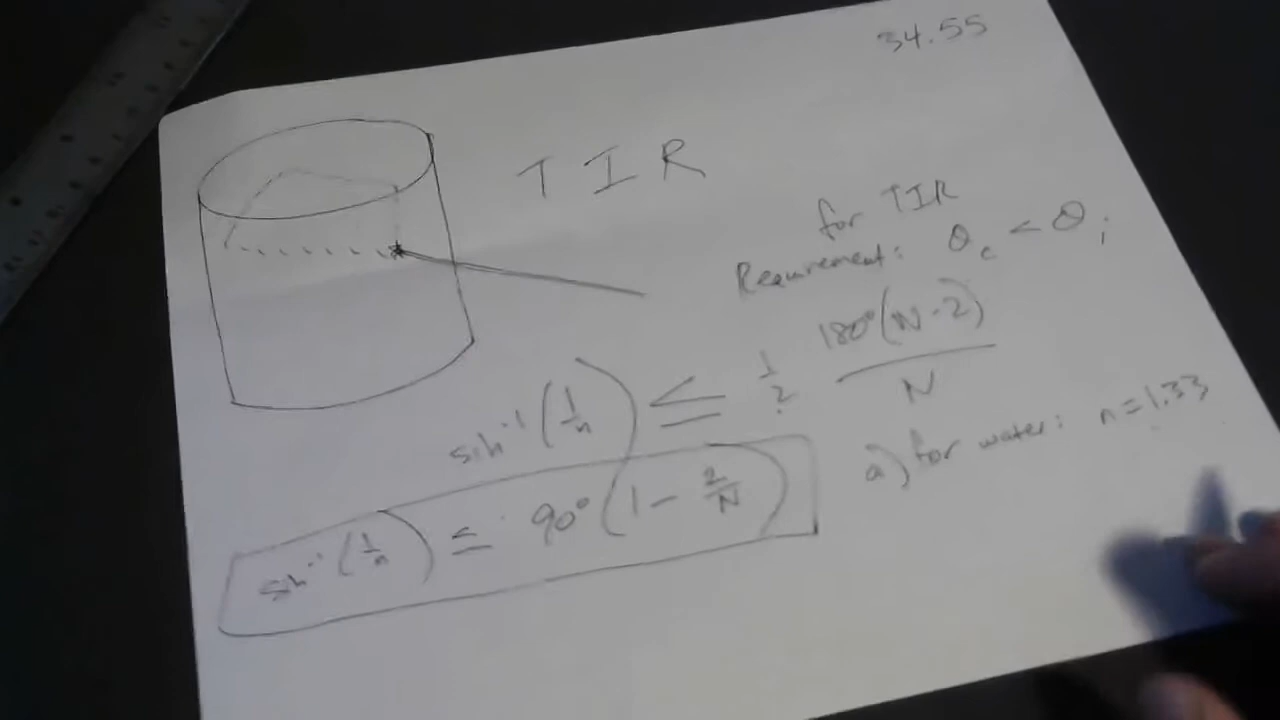 34.55
T I R
for TIR
Requirement: θc < θi
sin⁻¹(1/n) ≤ 1/2 180°(N-2)/N
sin⁻¹(1/n) ≤ 90°(1 - 2/N)
a) for water: n=1.33